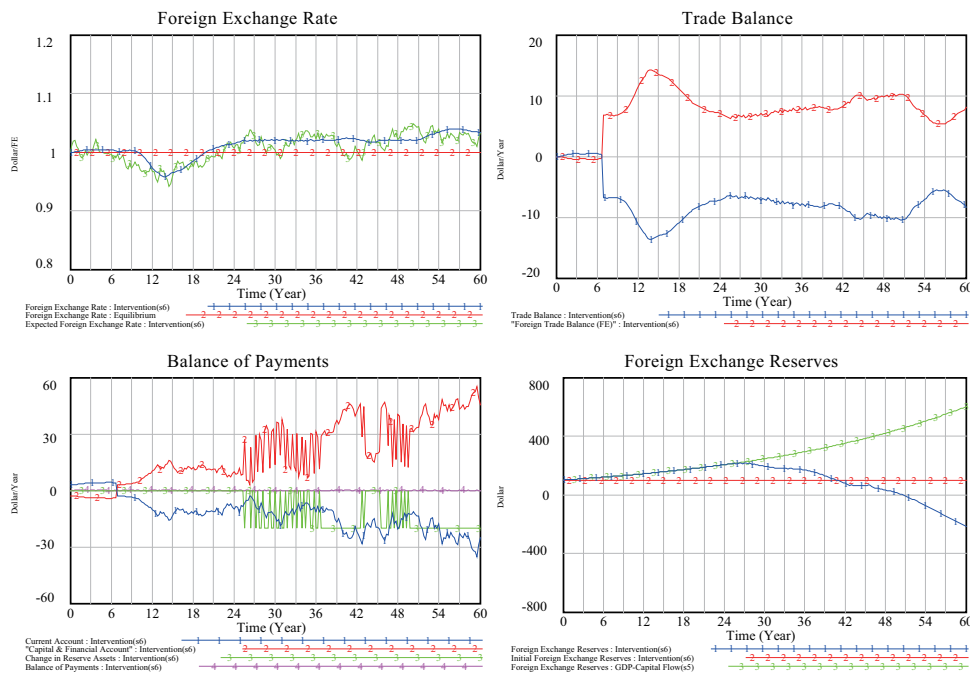 Foreign Exchange Rate
1.2
1.1
1
0.9
0.8
Dollar/FE
0 6 12 18 24 30 36 42 48 54 60
Time (Year)
Foreign Exchange Rate : Intervention(s6)
Foreign Exchange Rate : Equilibrium
Expected Foreign Exchange Rate : Intervention(s6)
Trade Balance
20
10
0
-10
-20
Dollar/Year
0 6 12 18 24 30 36 42 48 54 60
Time (Year)
Trade Balance : Intervention(s6)
"Foreign Trade Balance (FE)" : Intervention(s6)
Balance of Payments
60
30
0
-30
-60
Dollar/Year
0 6 12 18 24 30 36 42 48 54 60
Time (Year)
Current Account : Intervention(s6)
"Capital & Financial Account" : Intervention(s6)
Change in Reserve Assets : Intervention(s6)
Balance of Payments : Intervention(s6)
Foreign Exchange Reserves
800
400
0
-400
-800
Dollar
0 6 12 18 24 30 36 42 48 54 60
Time (Year)
Foreign Exchange Reserves : Intervention(s6)
Initial Foreign Exchange Reserves : Intervention(s6)
Foreign Exchange Reserves : GDP-Capital Flow(s5)